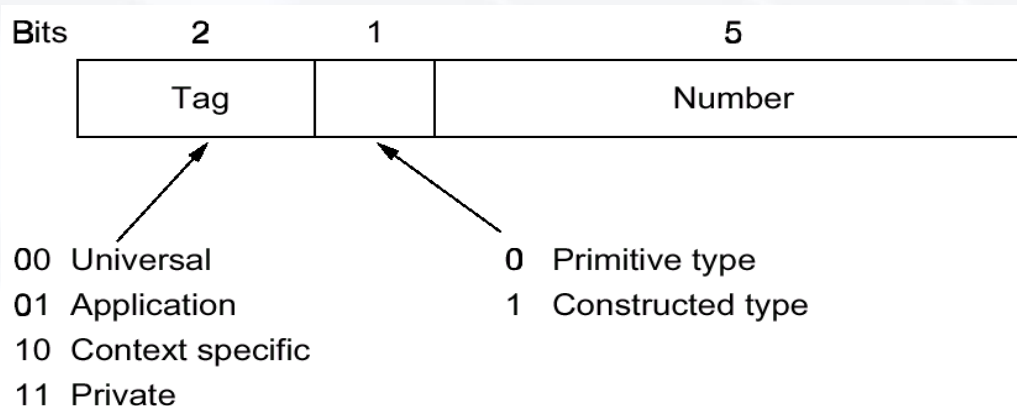 Bits 2 1 5
Tag Number
00 Universal 0 Primitive type
01 Application 1 Constructed type
10 Context specific
11 Private